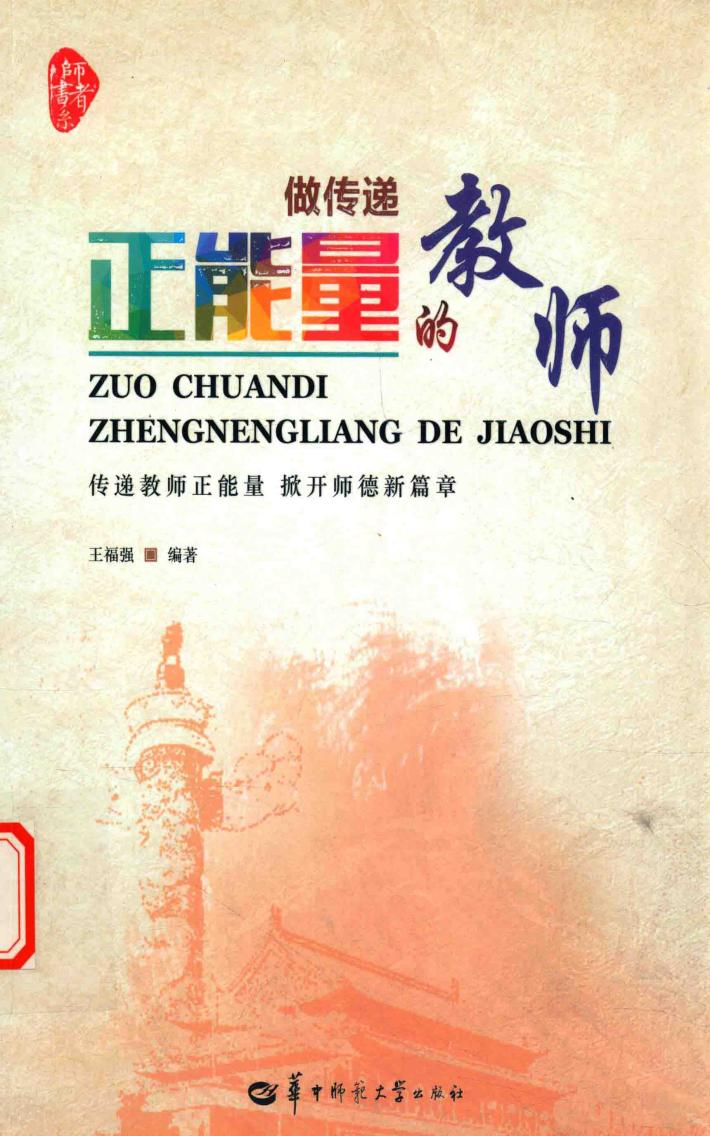 師者
書系
做传递
正能量的教师
ZUO CHUANDI
ZHENGNENGLIANG DE JIAOSHI
传递教师正能量 掀开师德新篇章
王福强 编著
華中師範大学出版社